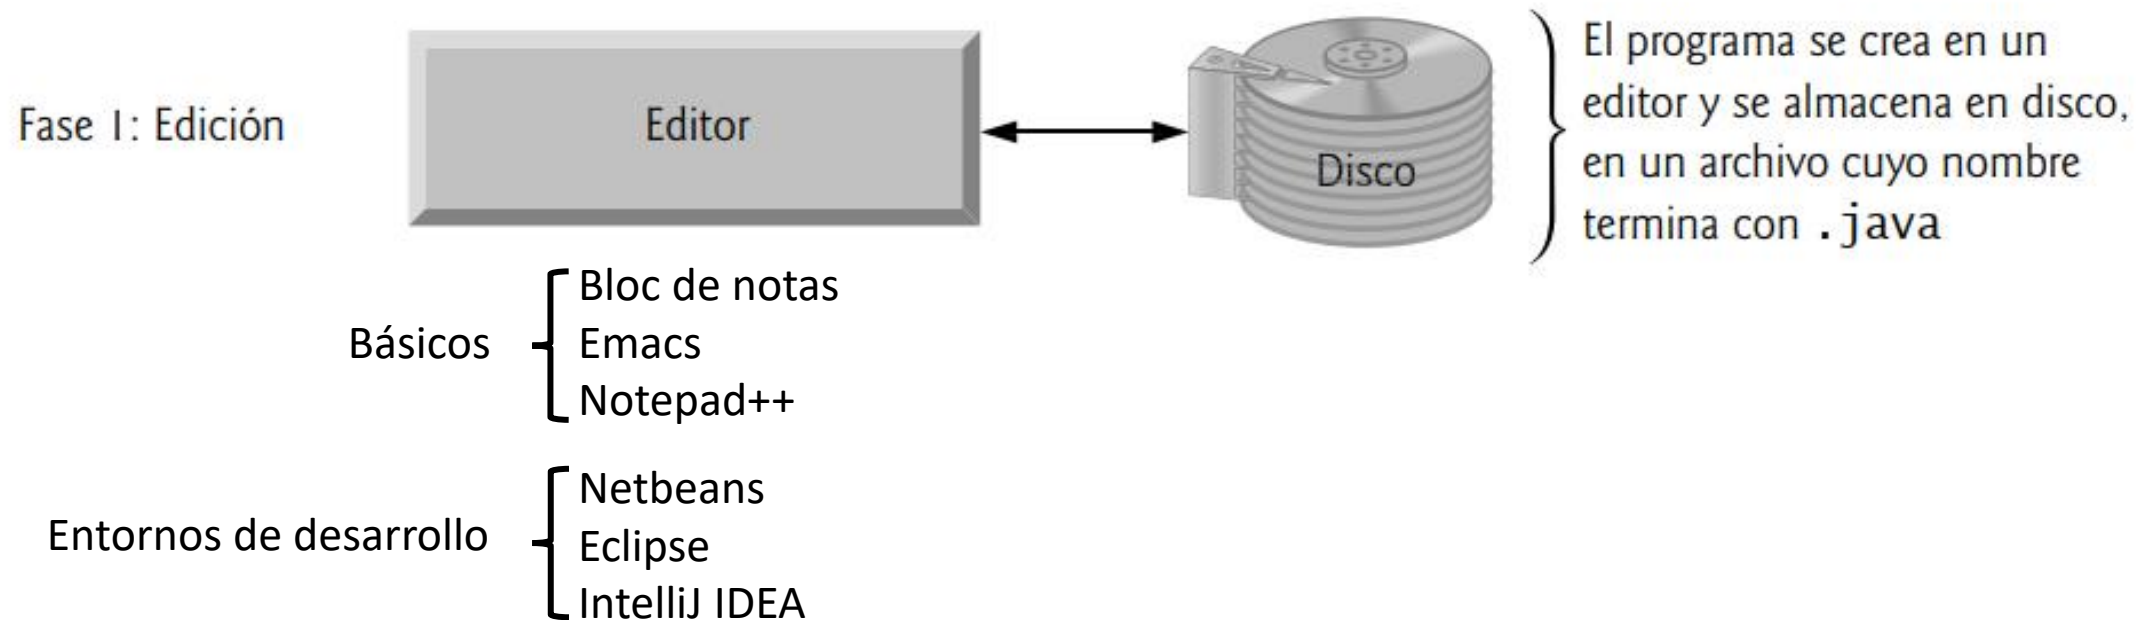 Fase 1: Edición
Editor
Disco
El programa se crea en un
editor y se almacena en disco,
en un archivo cuyo nombre
termina con .java
Básicos
Bloc de notas
Emacs
Notepad++
Entornos de desarrollo
Netbeans
Eclipse
IntelliJ IDEA